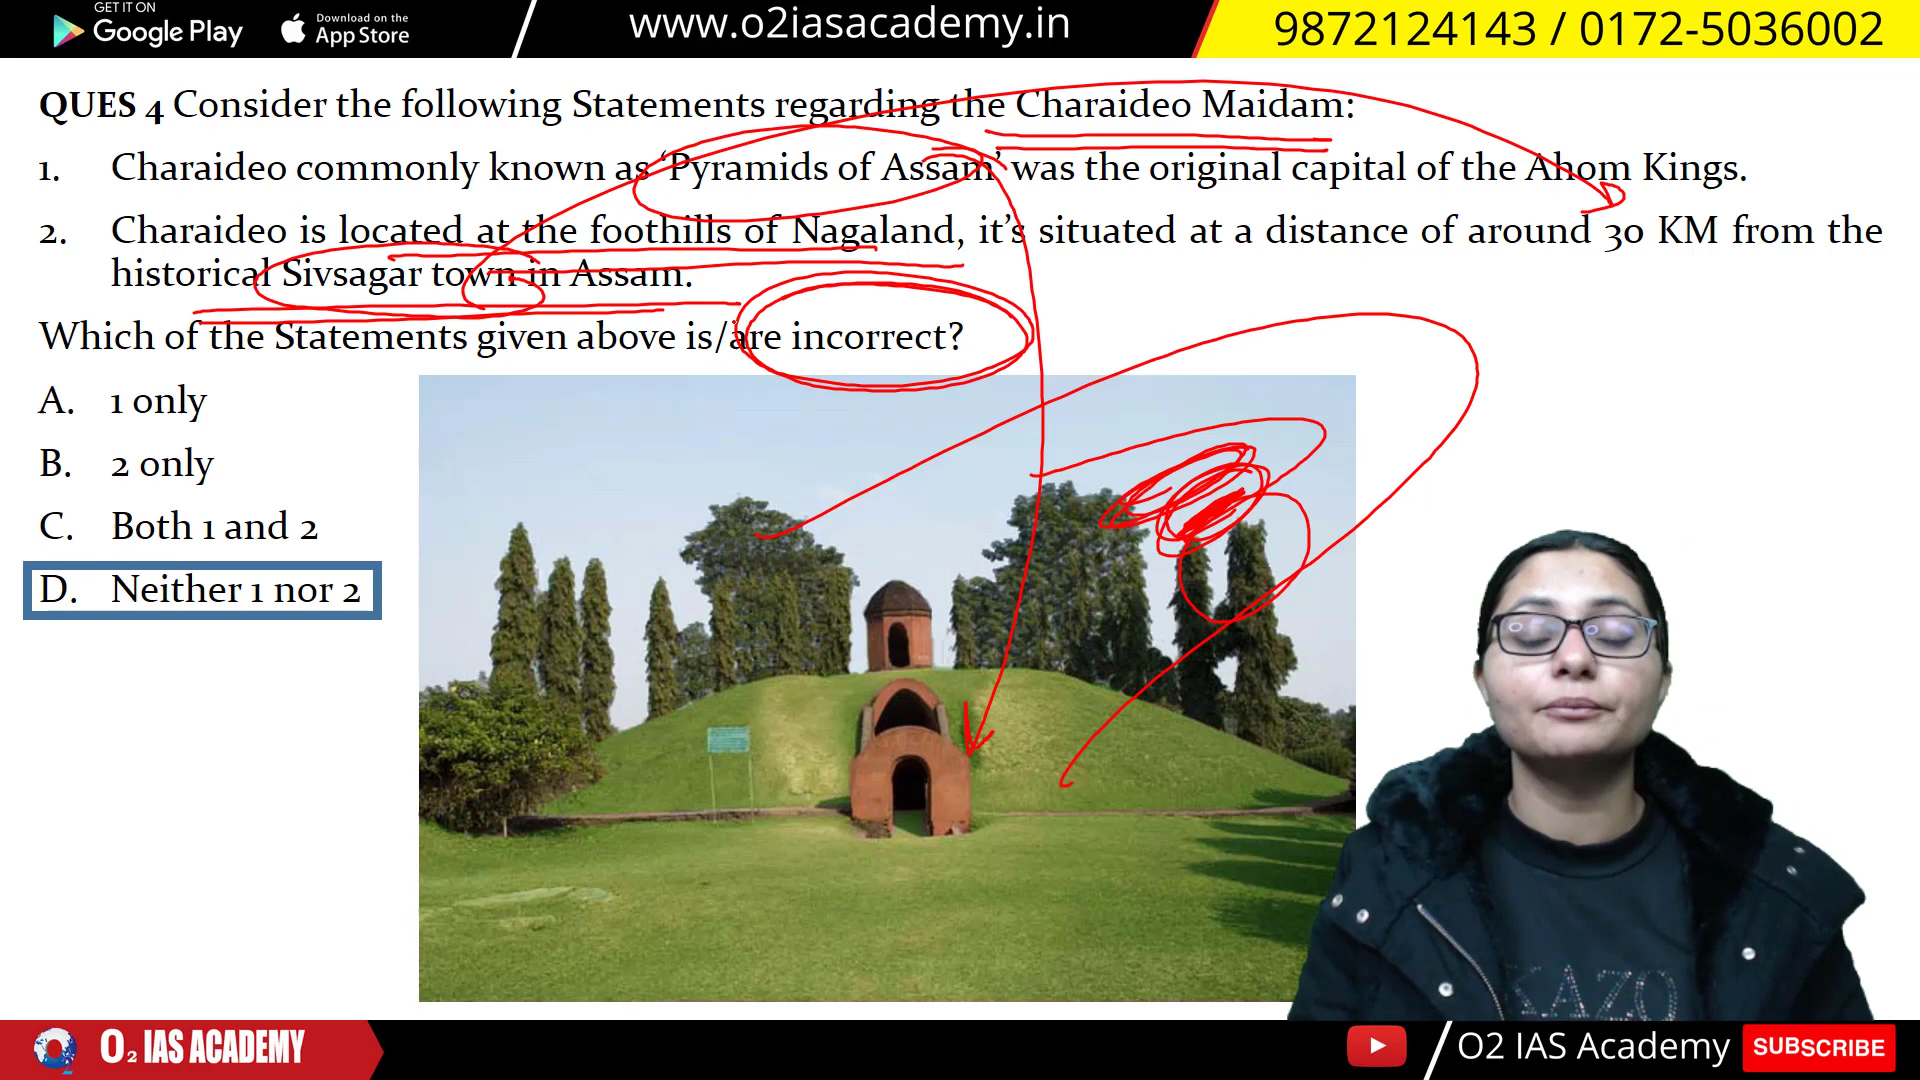 GET IT ON
Google Play
Download on the
App Store
www.o2iasacademy.in
9872124143 / 0172-5036002
QUES 4 Consider the following Statements regarding the Charaideo Maidam:
1. Charaideo commonly known as ‘Pyramids of Assam’ was the original capital of the Ahom Kings.
2. Charaideo is located at the foothills of Nagaland, it’s situated at a distance of around 30 KM from the
historical Sivsagar town in Assam.
Which of the Statements given above is/are incorrect?
A. 1 only
B. 2 only
C. Both 1 and 2
D. Neither 1 nor 2
KAZO
O2 IAS ACADEMY
O2 IAS Academy
SUBSCRIBE